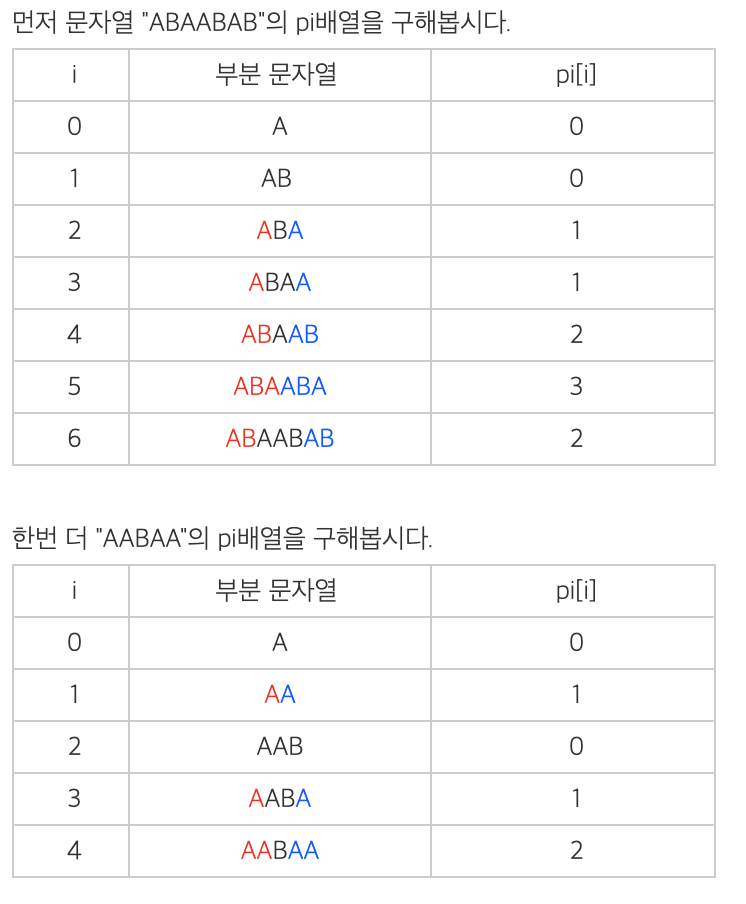 먼저 문자열 "ABAABAB"의 pi배열을 구해봅시다.
i 부분 문자열 pi[i]
0 A 0
1 AB 0
2 ABA 1
3 ABAA 1
4 ABAAB 2
5 ABAABA 3
6 ABAABAB 2
한번 더 "AABAA"의 pi배열을 구해봅시다.
i 부분 문자열 pi[i]
0 A 0
1 AA 1
2 AAB 0
3 AABA 1
4 AABAA 2